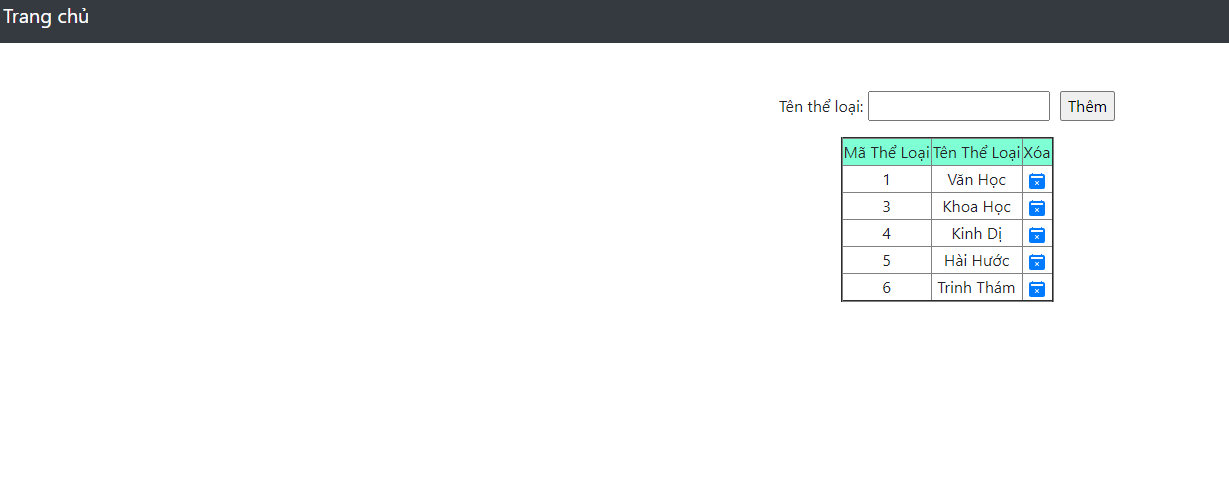 Trang chủ
Tên thể loại: Thêm
Mã Thể Loại Tên Thể Loại Xóa
1 Văn Học
3 Khoa Học
4 Kinh Dị
5 Hài Hước
6 Trinh Thám